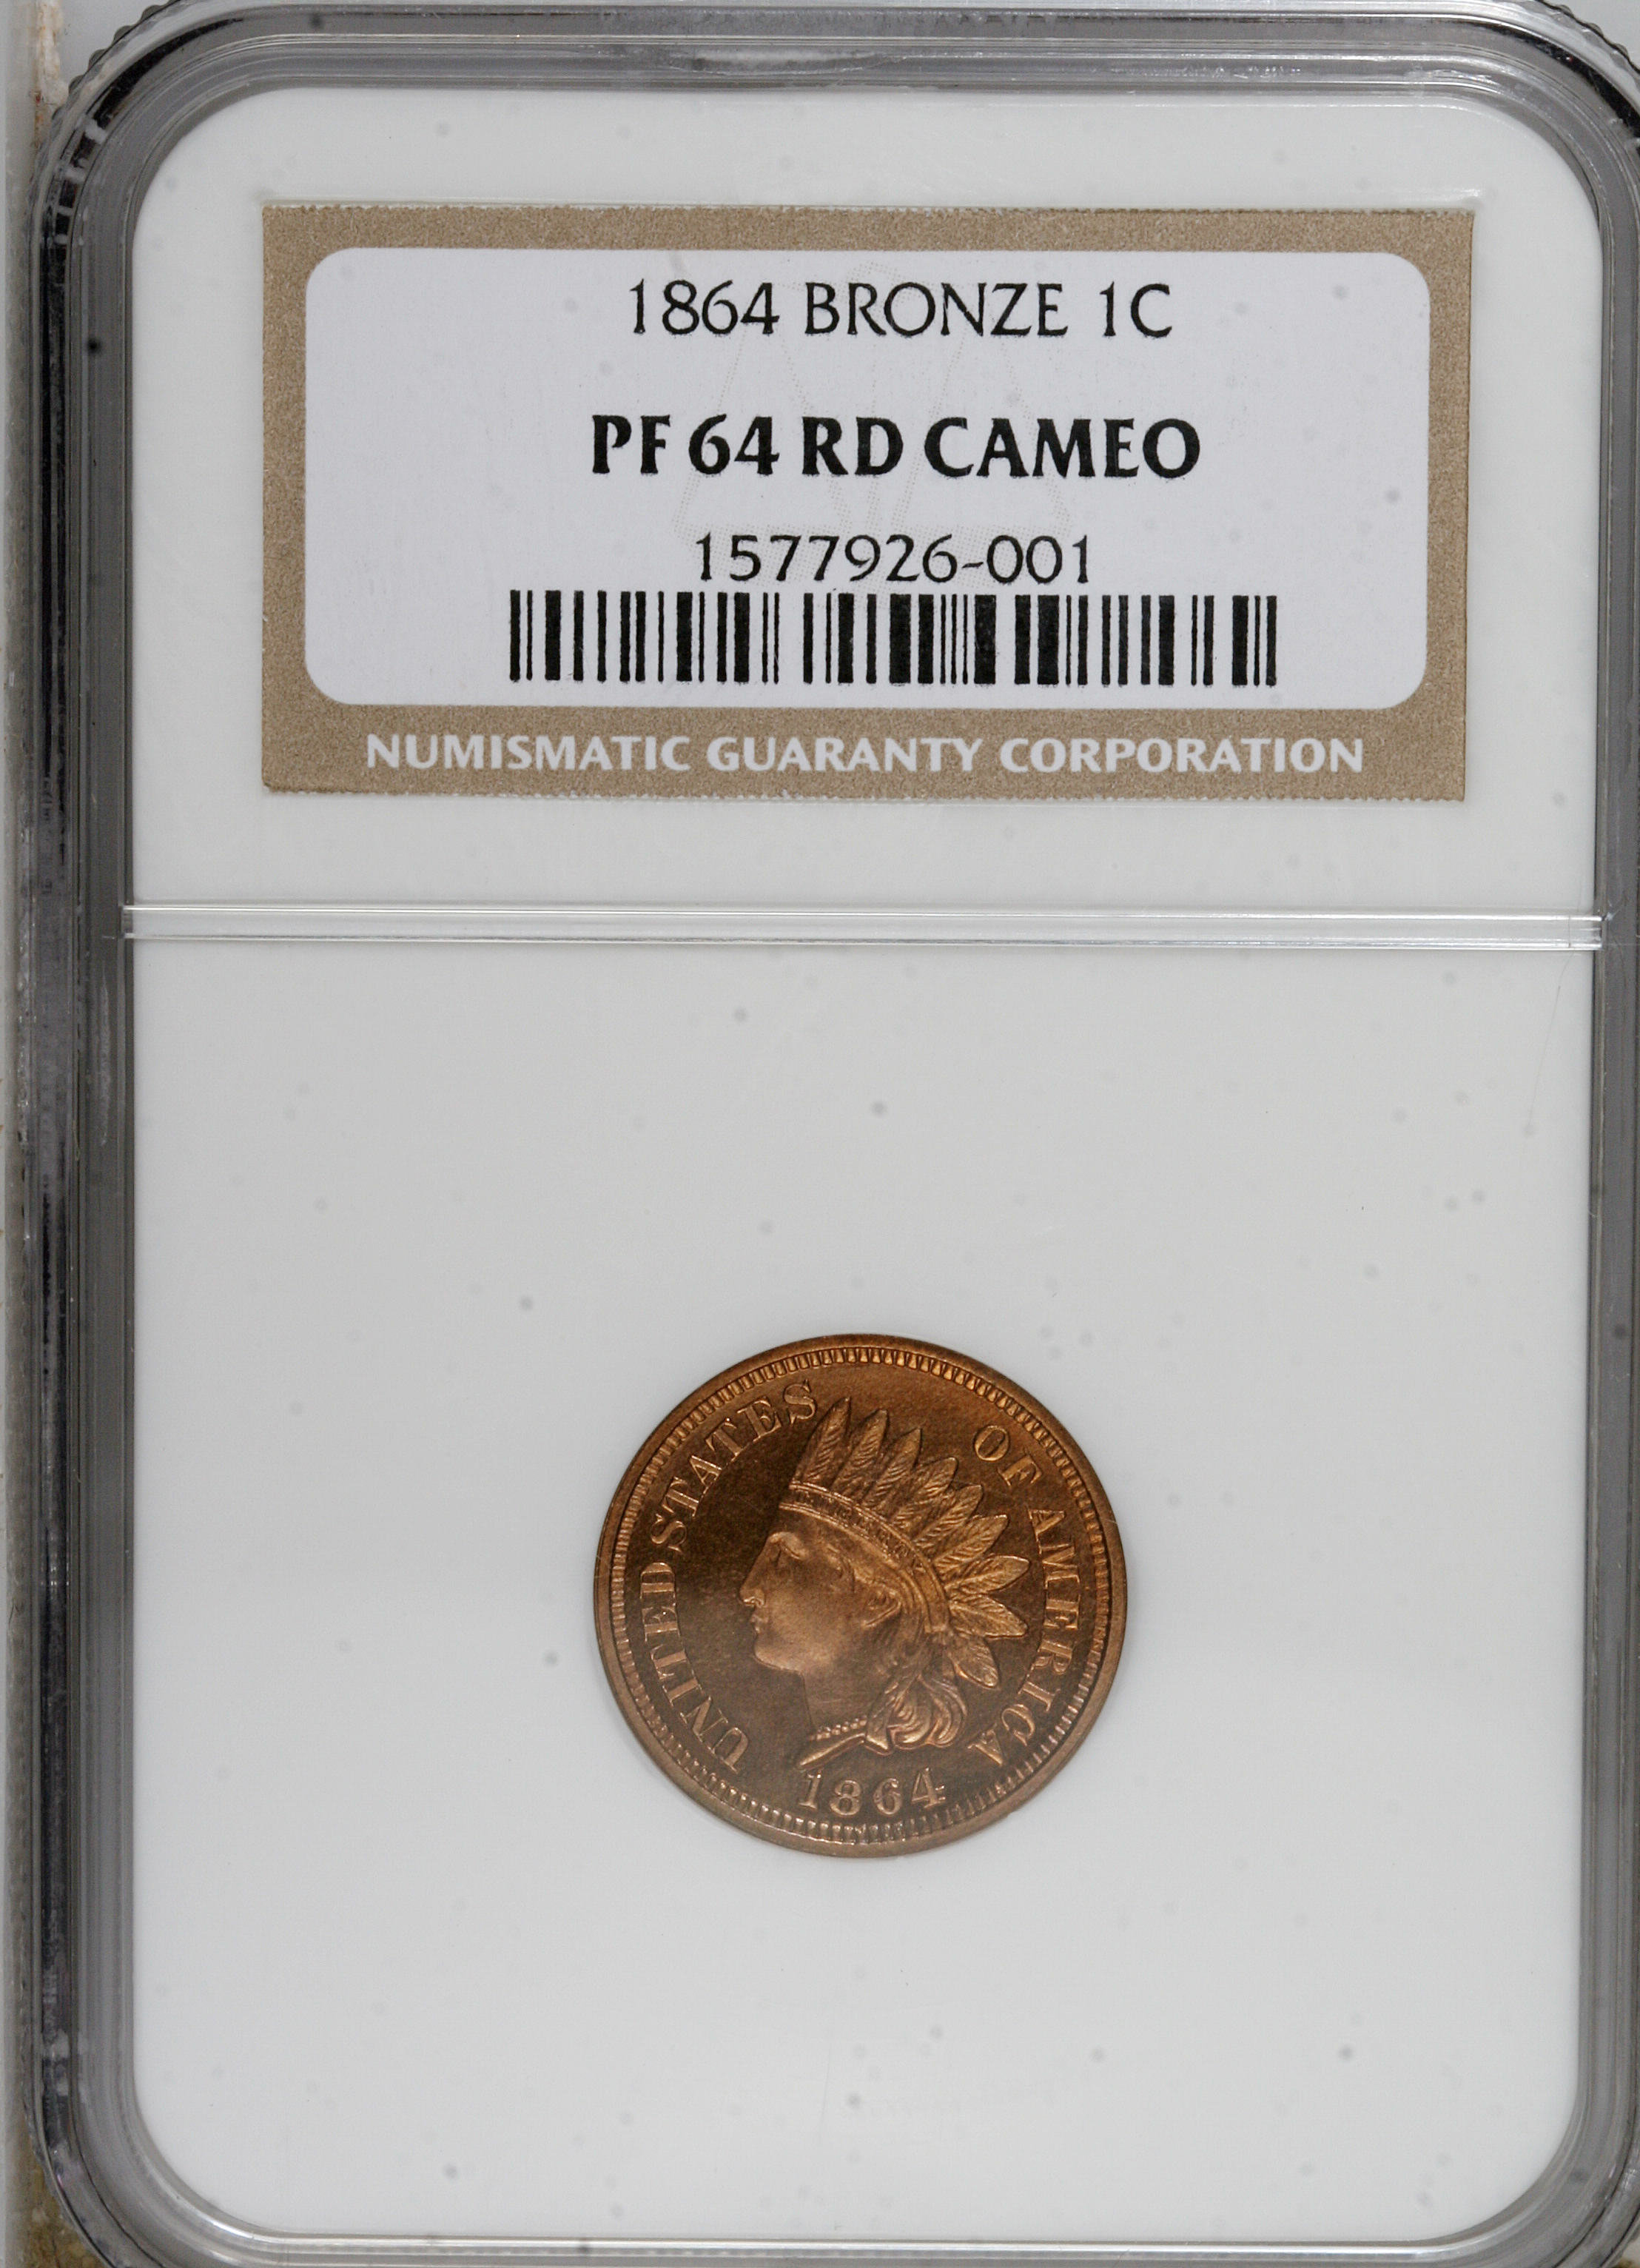 1864 BRONZE 1C
PF 64 RD CAMEO
1577926-001
NUMISMATIC GUARANTY CORPORATION
UNITED STATES OF AMERICA
1864